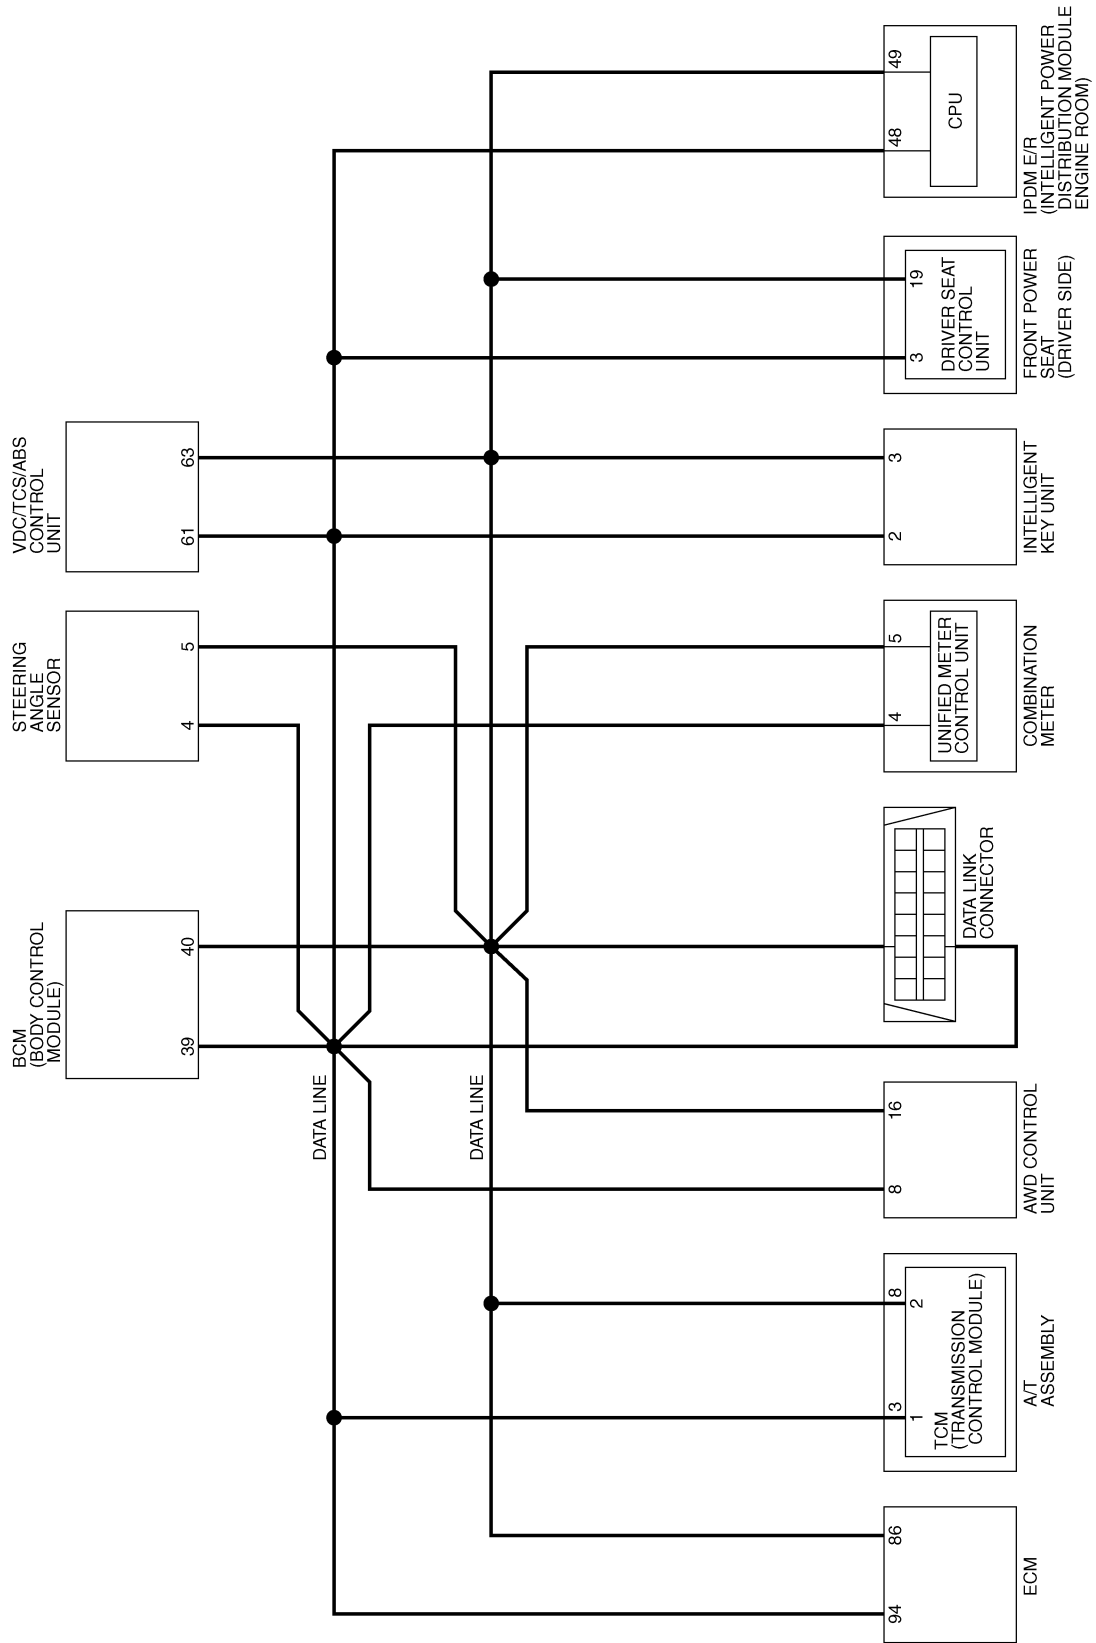 BCM
(BODY CONTROL
MODULE)
39
40
STEERING
ANGLE
SENSOR
4
5
VDC/TCS/ABS
CONTROL
UNIT
61
63
DATA LINE
DATA LINE
94
86
ECM
3
8
1
2
TCM
(TRANSMISSION
CONTROL MODULE)
A/T
ASSEMBLY
8
16
AWD CONTROL
UNIT
DATA LINK
CONNECTOR
4
5
UNIFIED METER
CONTROL UNIT
COMBINATION
METER
2
3
INTELLIGENT
KEY UNIT
3
19
DRIVER SEAT
CONTROL
UNIT
FRONT POWER
SEAT
(DRIVER SIDE)
48
49
CPU
IPDM E/R
(INTELLIGENT POWER
DISTRIBUTION MODULE
ENGINE ROOM)